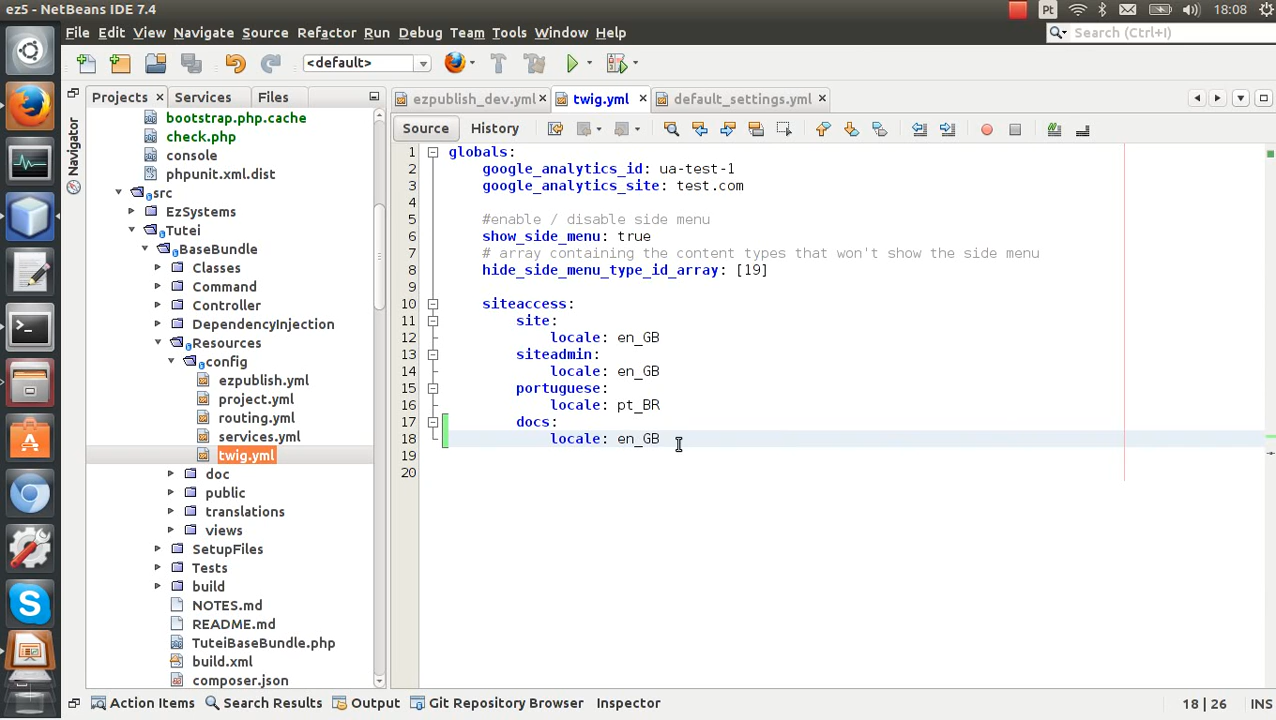 ez5 - NetBeans IDE 7.4
Pt
18:08
File Edit View Navigate Source Refactor Run Debug Team Tools Window Help
Search (Ctrl+I)
<default>
Projects Services Files
ezpublish_dev.yml twig.yml default_settings.yml
Navigator
Source History
bootstrap.php.cache
check.php
console
phpunit.xml.dist
src
EzSystems
Tutei
BaseBundle
Classes
Command
Controller
DependencyInjection
Resources
config
ezpublish.yml
project.yml
routing.yml
services.yml
twig.yml
doc
public
translations
views
SetupFiles
Tests
build
NOTES.md
README.md
TuteiBaseBundle.php
build.xml
composer.json
1 globals:
2 google_analytics_id: ua-test-1
3 google_analytics_site: test.com
4
5 #enable / disable side menu
6 show_side_menu: true
7 # array containing the content types that won't show the side menu
8 hide_side_menu_type_id_array: [19]
9
10 siteaccess:
11 site:
12 locale: en_GB
13 siteadmin:
14 locale: en_GB
15 portuguese:
16 locale: pt_BR
17 docs:
18 locale: en_GB
19
20
Action Items Search Results Output Git Repository Browser Inspector
18 | 26 INS